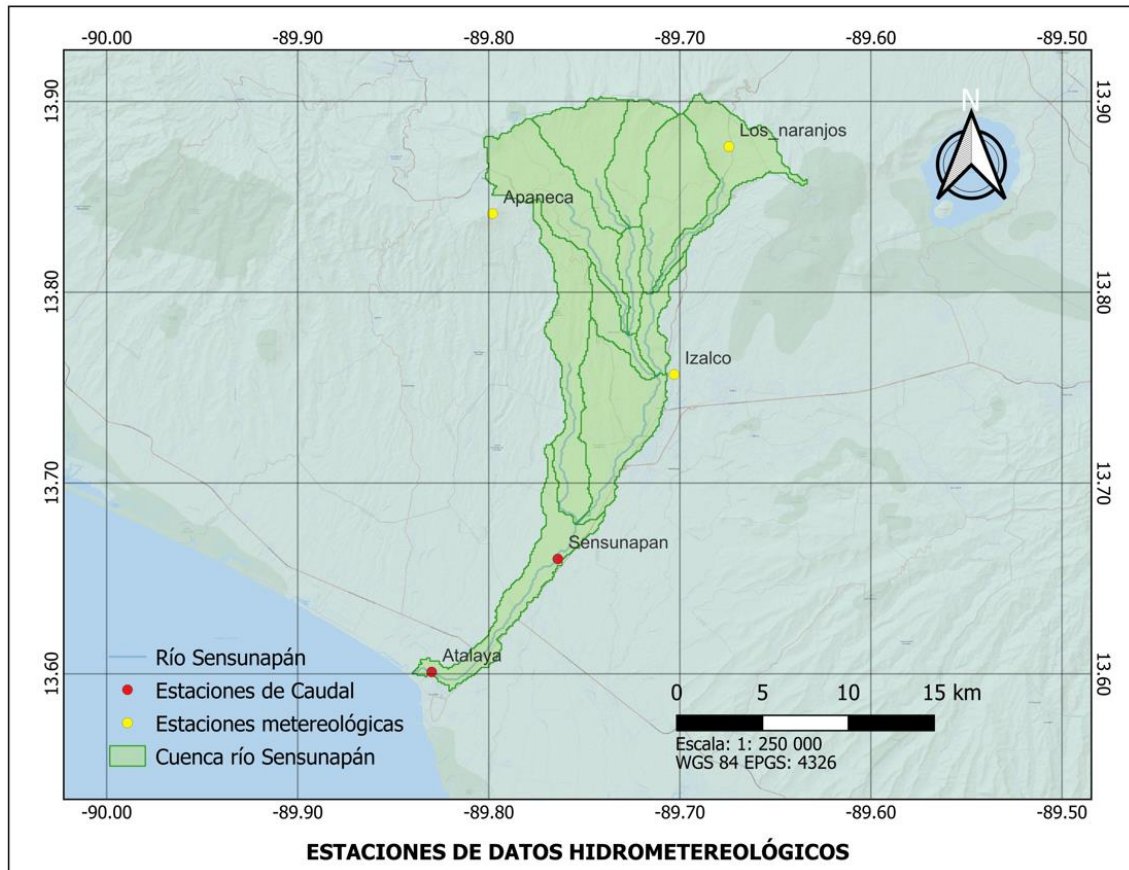 -90.00 -89.90 -89.80 -89.70 -89.60 -89.50
13.90 13.90
N
Los_naranjos
Apaneca
13.80 13.80
Izalco
13.70 13.70
Sensunapan
Atalaya
13.60 13.60
Río Sensunapán
Estaciones de Caudal
Estaciones metereológicas
Cuenca río Sensunapán
0 5 10 15 km
Escala: 1: 250 000
WGS 84 EPGS: 4326
-90.00 -89.90 -89.80 -89.70 -89.60 -89.50
ESTACIONES DE DATOS HIDROMETEREOLÓGICOS